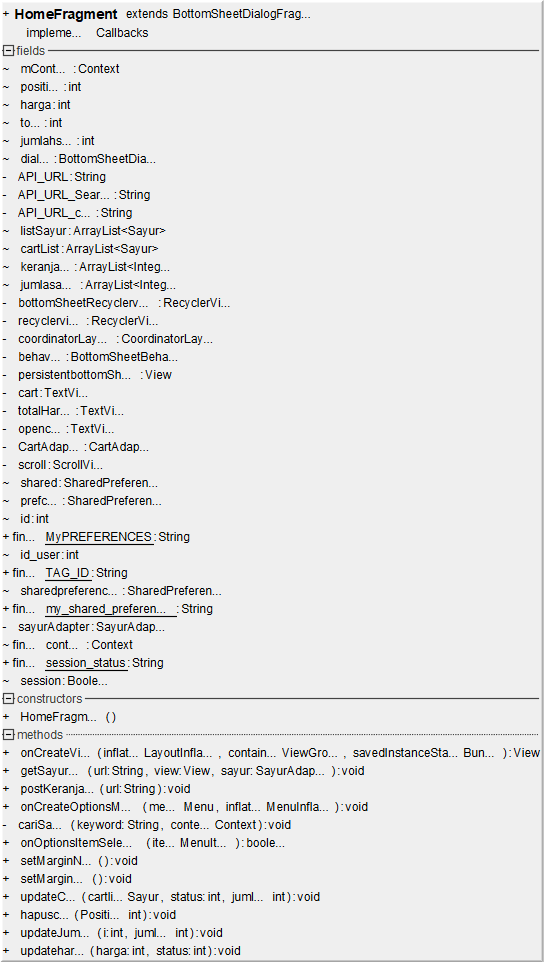 + HomeFragment extends BottomSheetDialogFrag...
impleme... Callbacks
fields
~ mCont... : Context
~ positi... : int
~ harga: int
~ to... : int
~ jumlahs... : int
~ dial... : BottomSheetDia...
- API_URL: String
- API_URL_Sear... : String
- API_URL_c... : String
~ listSayur: ArrayList<Sayur>
~ cartList: ArrayList<Sayur>
~ keranja... : ArrayList<Integ...
~ jumlasa... : ArrayList<Integ...
- bottomSheetRecyclerv... : RecyclerVi...
- recyclervi... : RecyclerVi...
- coordinatorLay... : CoordinatorLay...
- behav... : BottomSheetBeha...
- persistentbottomSh... : View
- cart: TextVi...
- totalHar... : TextVi...
- openc... : TextVi...
- CartAdap... : CartAdap...
- scroll: ScrollVi...
~ shared: SharedPreferen...
~ prefc... : SharedPreferen...
~ id: int
+ fin... MyPREFERENCES: String
~ id_user: int
+ fin... TAG_ID: String
~ sharedpreferenc... : SharedPreferen...
+ fin... my_shared_preferen... : String
- sayurAdapter: SayurAdap...
~ fin... cont... : Context
+ fin... session_status: String
~ session: Boole...
constructors
+ HomeFragm... ()
methods
+ onCreateVi... (inflat... LayoutInfla... , contain... ViewGro... , savedInstanceSta... Bun... ): View
+ getSayur... (url: String, view: View, sayur: SayurAdap... ): void
+ postKeranja... (url: String): void
+ onCreateOptionsM... (me... Menu, inflat... MenuInfla... ): void
- cariSa... (keyword: String, conte... Context): void
+ onOptionsItemSele... (ite... MenuIt... ): boole...
+ setMarginN... (): void
+ setMargin... (): void
+ updateC... (cartli... Sayur, status: int, juml... int): void
+ hapusc... (Positi... int): void
+ updateJum... (i: int, juml... int): void
+ updatehar... (harga: int, status: int): void